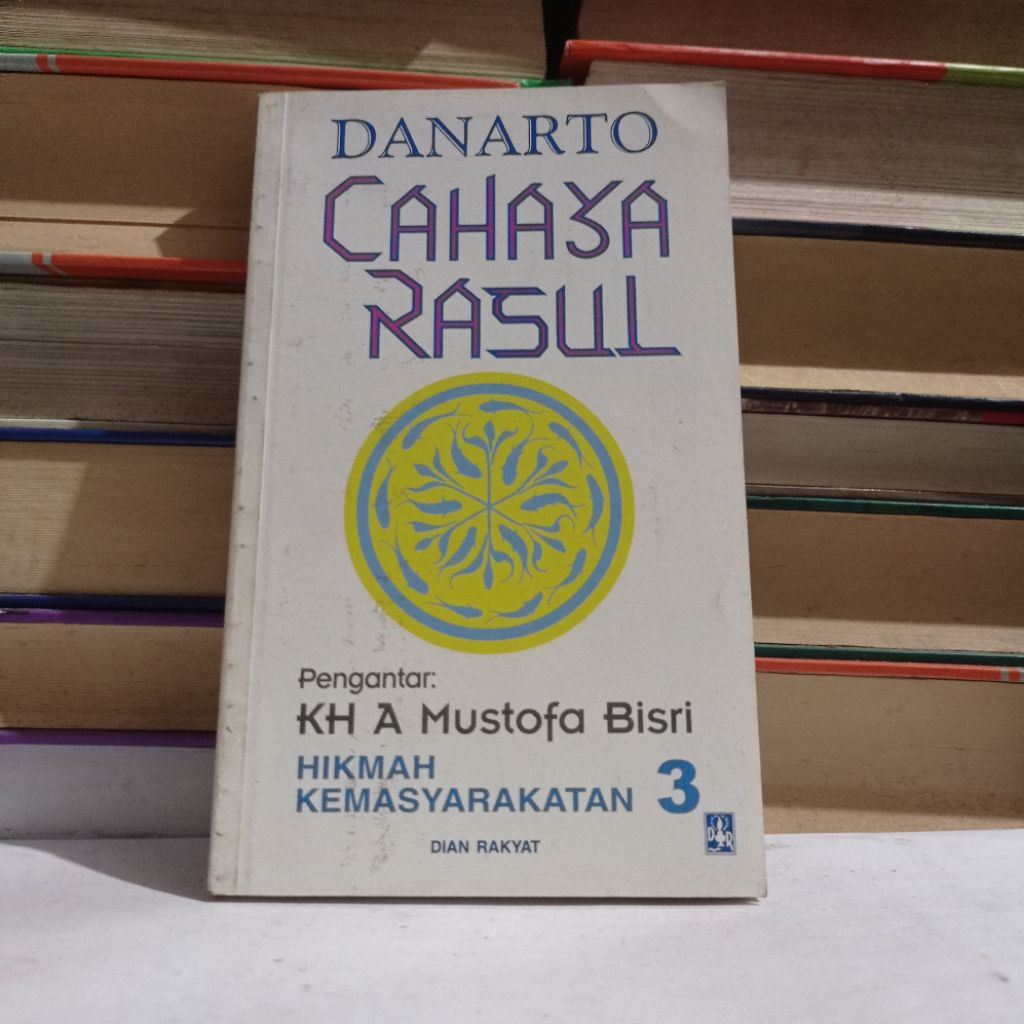 DANARTO
CAHAYA
RASUL
Pengantar:
KH A Mustofa Bisri
HIKMAH
KEMASYARAKATAN 3
DIAN RAKYAT
D R